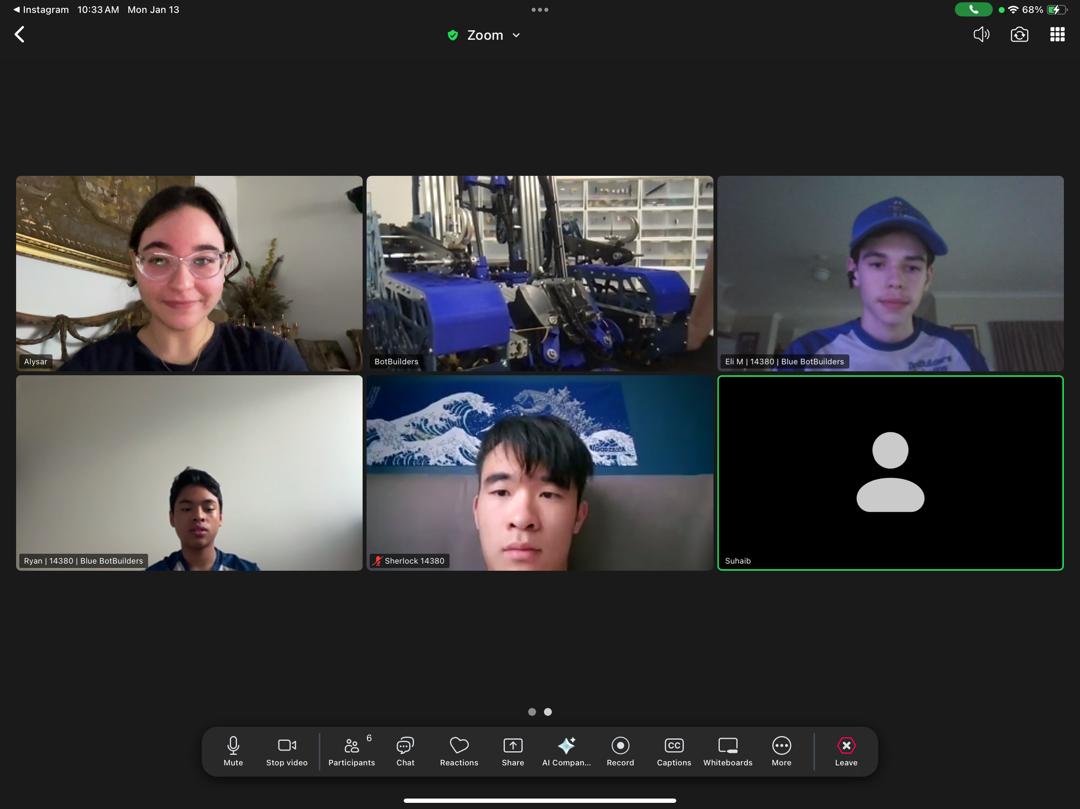 Instagram 10:33 AM Mon Jan 13
68%
Zoom
Alysar
BotBuilders
Eli M | 14380 | Blue BotBuilders
Ryan | 14380 | Blue BotBuilders
Sherlock 14380
Suhaib
6
CC
Mute
Stop video
Participants
Chat
Reactions
Share
AI Compan...
Record
Captions
Whiteboards
More
Leave